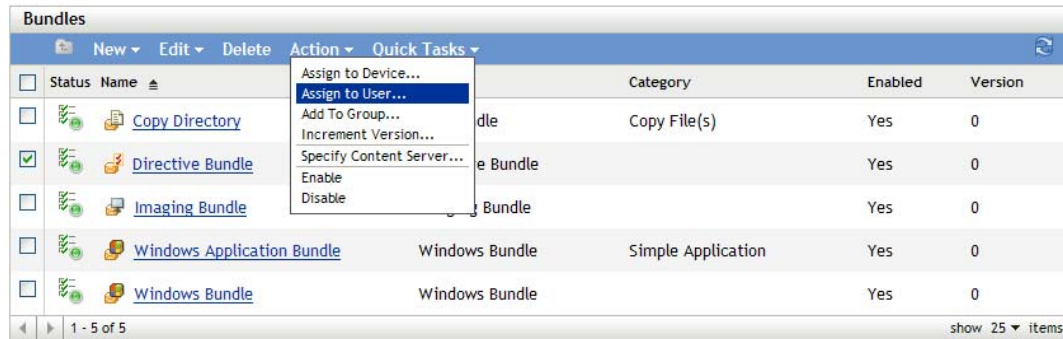 Bundles
New Edit Delete Action Quick Tasks
Status Name Category Enabled Version
Assign to Device...
Assign to User...
Add To Group...
Increment Version...
Specify Content Server...
Enable
Disable
Copy Directory dle Copy File(s) Yes 0
Directive Bundle e Bundle Yes 0
Imaging Bundle Bundle Yes 0
Windows Application Bundle Windows Bundle Simple Application Yes 0
Windows Bundle Windows Bundle Yes 0
1 - 5 of 5 show 25 items